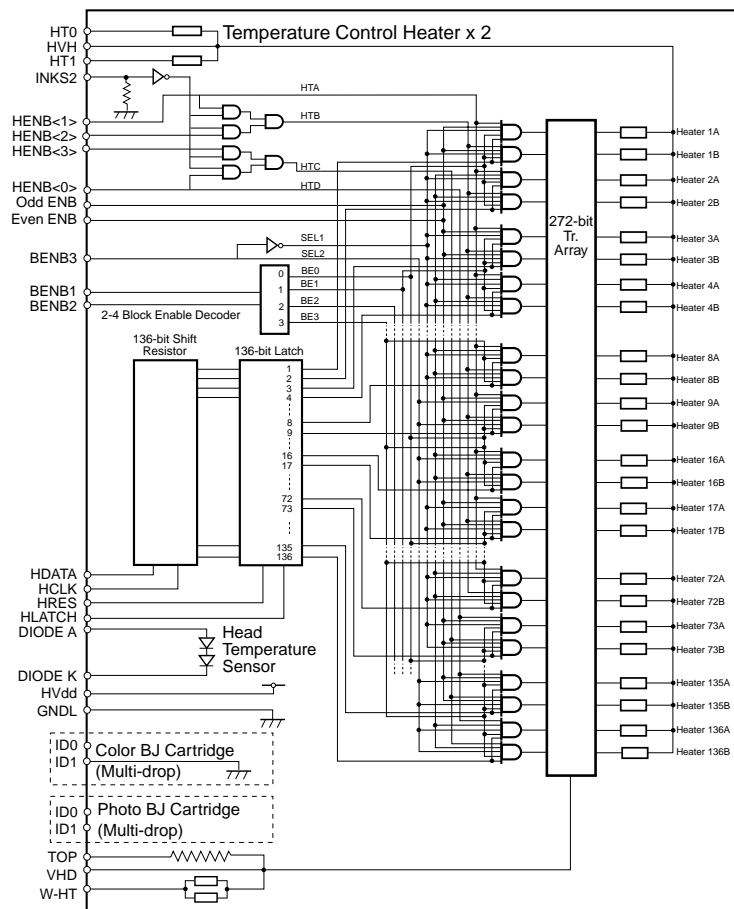 Temperature Control Heater x 2
HT0
HVH
HT1
INKS2
HENB<1>
HENB<2>
HENB<3>
HENB<0>
Odd ENB
Even ENB
BENB3
BENB1
BENB2
HTA
HTB
HTC
HTD
SEL1
SEL2
BE0
BE1
BE2
BE3
0
1
2
3
2-4 Block Enable Decoder
136-bit Shift
Resistor
136-bit Latch
1
2
3
4
8
9
16
17
72
73
135
136
272-bit
Tr.
Array
Heater 1A
Heater 1B
Heater 2A
Heater 2B
Heater 3A
Heater 3B
Heater 4A
Heater 4B
Heater 8A
Heater 8B
Heater 9A
Heater 9B
Heater 16A
Heater 16B
Heater 17A
Heater 17B
Heater 72A
Heater 72B
Heater 73A
Heater 73B
Heater 135A
Heater 135B
Heater 136A
Heater 136B
HDATA
HCLK
HRES
HLATCH
DIODE A
DIODE K
Head
Temperature
Sensor
HVdd
GNDL
ID0
ID1
Color BJ Cartridge
(Multi-drop)
ID0
ID1
Photo BJ Cartridge
(Multi-drop)
TOP
VHD
W-HT